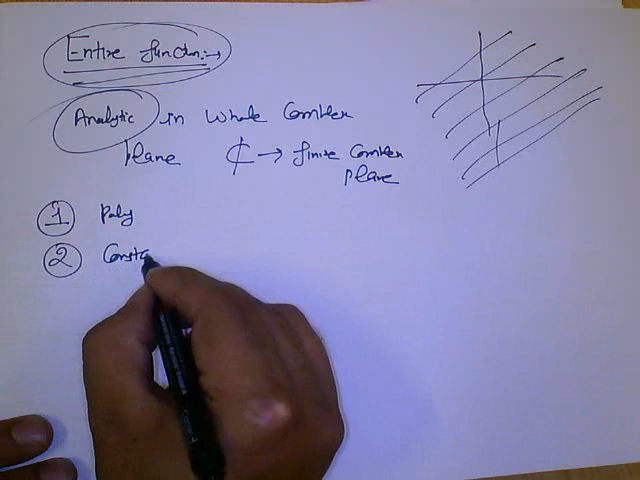 Entire function:→
Analytic in whole Complex
plane ₵ → finite Complex
plane
1 Poly
2 Consta